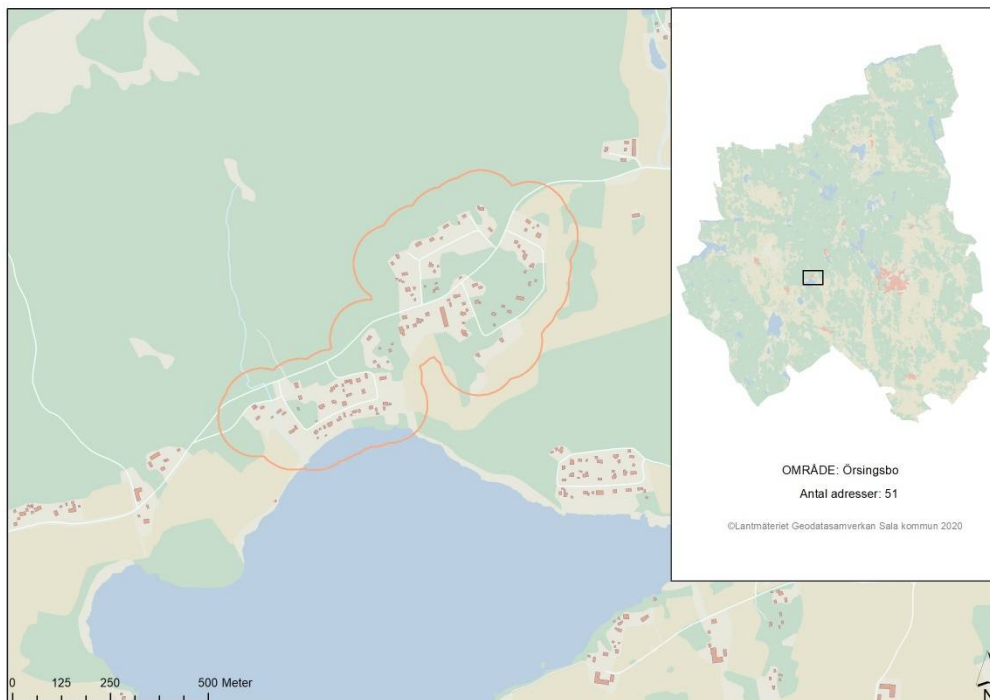 OMRÅDE: Örsingsbo
Antal adresser: 51
©Lantmäteriet Geodatasamverkan Sala kommun 2020
0 125 250 500 Meter